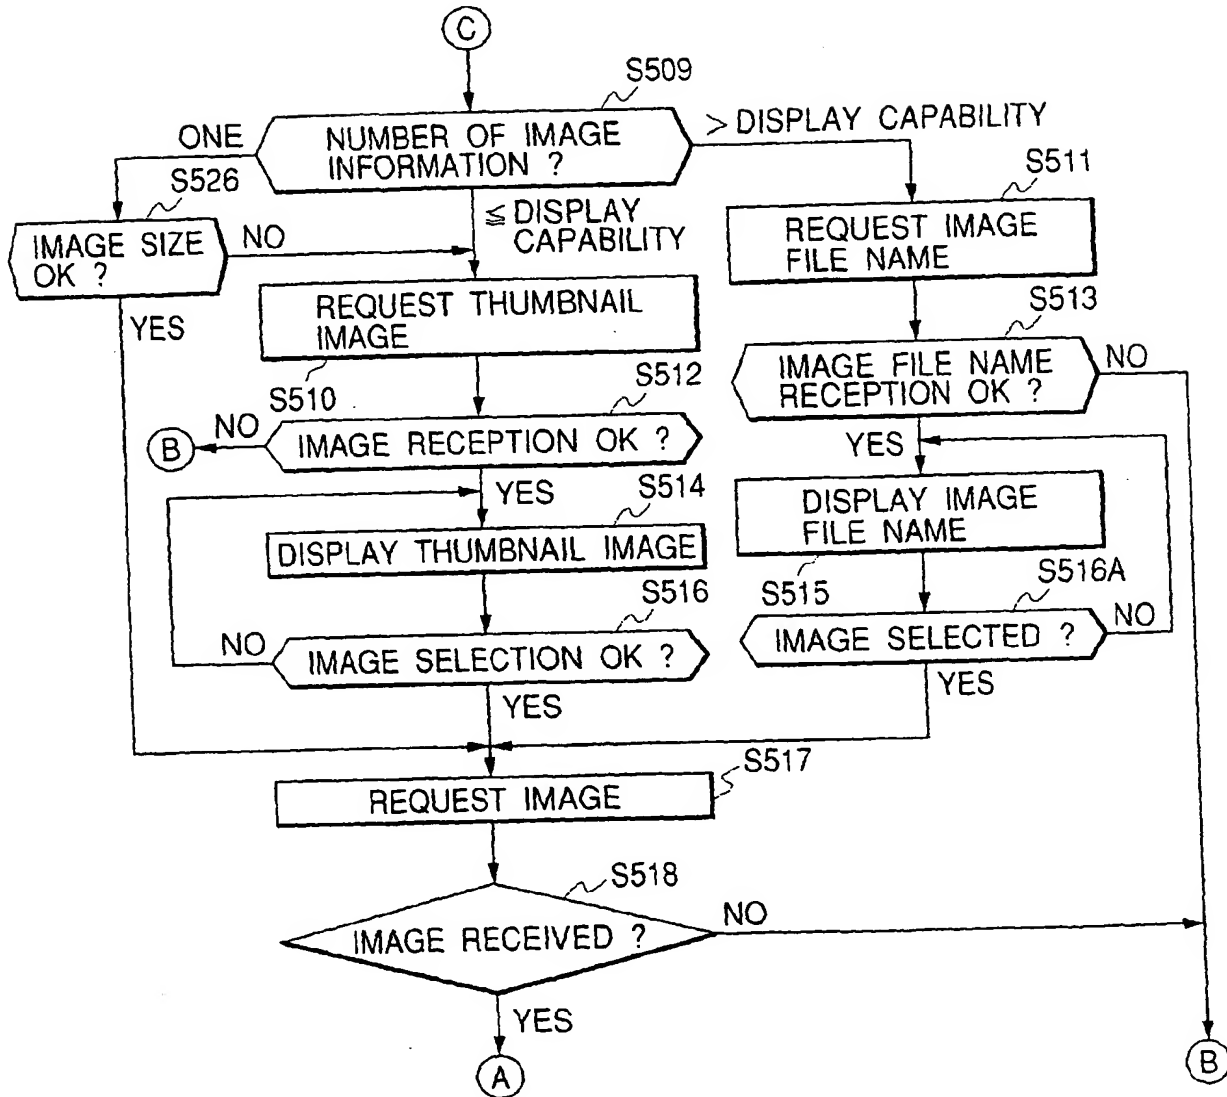 C
S509
ONE
NUMBER OF IMAGE
INFORMATION ?
> DISPLAY CAPABILITY
S526
S511
≦ DISPLAY
CAPABILITY
IMAGE SIZE
OK ?
NO
REQUEST IMAGE
FILE NAME
REQUEST THUMBNAIL
IMAGE
YES
S513
S510
S512
IMAGE FILE NAME
RECEPTION OK ?
NO
B
NO
IMAGE RECEPTION OK ?
YES
YES
S514
DISPLAY IMAGE
FILE NAME
DISPLAY THUMBNAIL IMAGE
S516
S515
S516A
NO
IMAGE SELECTION OK ?
IMAGE SELECTED ?
NO
YES
YES
S517
REQUEST IMAGE
S518
IMAGE RECEIVED ?
NO
YES
A
B